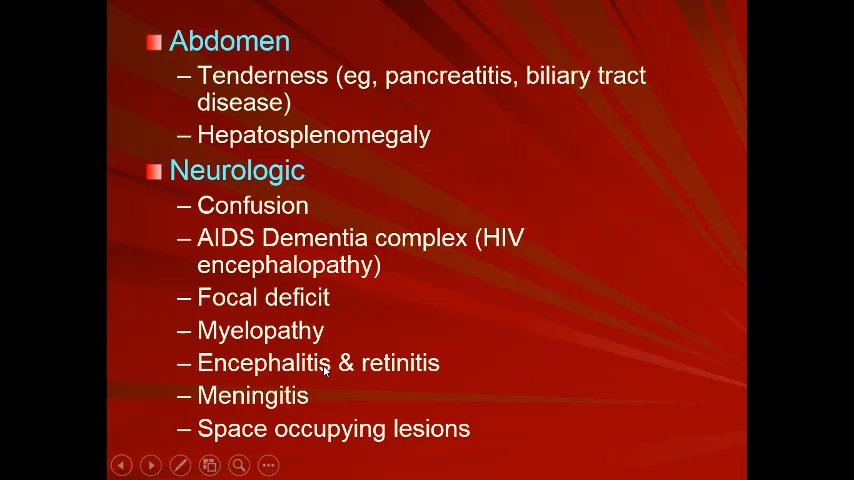 Abdomen
– Tenderness (eg, pancreatitis, biliary tract
disease)
– Hepatosplenomegaly
Neurologic
– Confusion
– AIDS Dementia complex (HIV
encephalopathy)
– Focal deficit
– Myelopathy
– Encephalitis & retinitis
– Meningitis
– Space occupying lesions